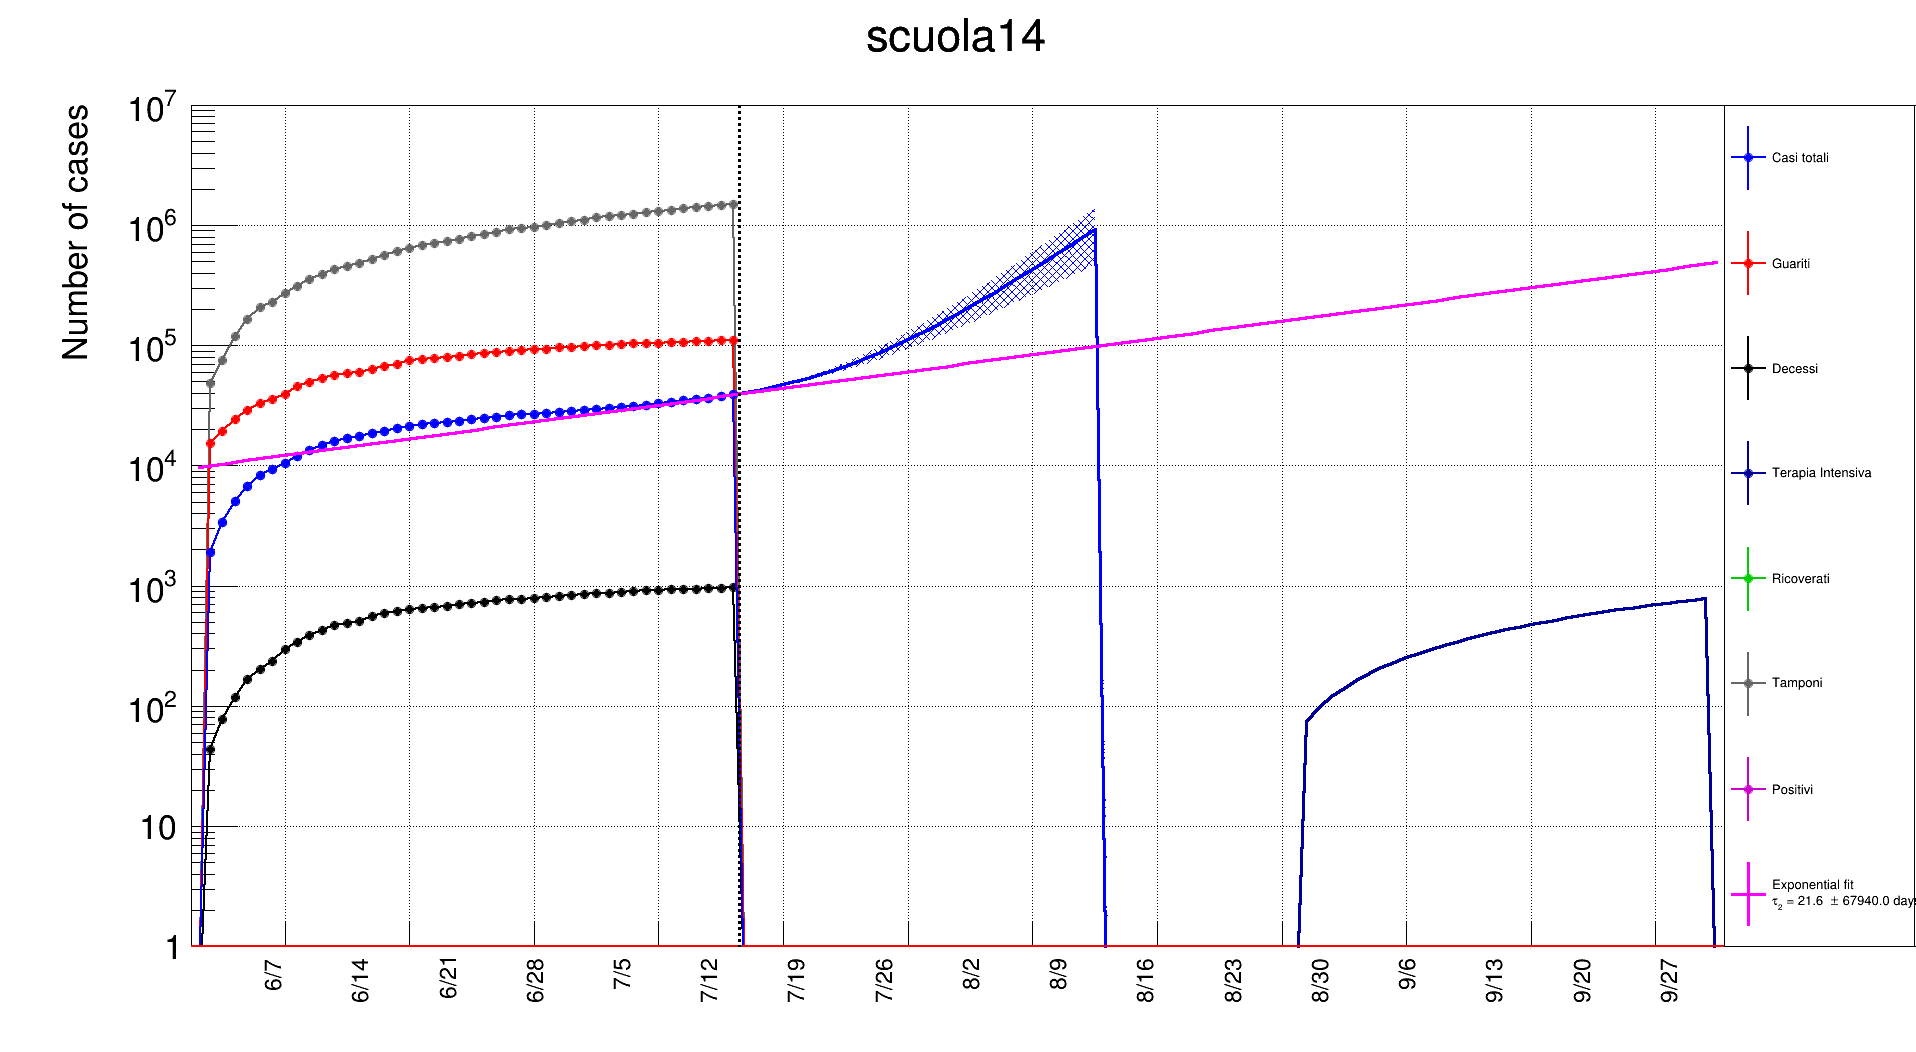 scuola14
Number of cases
10^7
10^6
10^5
10^4
10^3
10^2
10
1
6/7
6/14
6/21
6/28
7/5
7/12
7/19
7/26
8/2
8/9
8/16
8/23
8/30
9/6
9/13
9/20
9/27
Casi totali
Guariti
Decessi
Terapia Intensiva
Ricoverati
Tamponi
Positivi
Exponential fit
τ₂ = 21.6 ± 67940.0 day